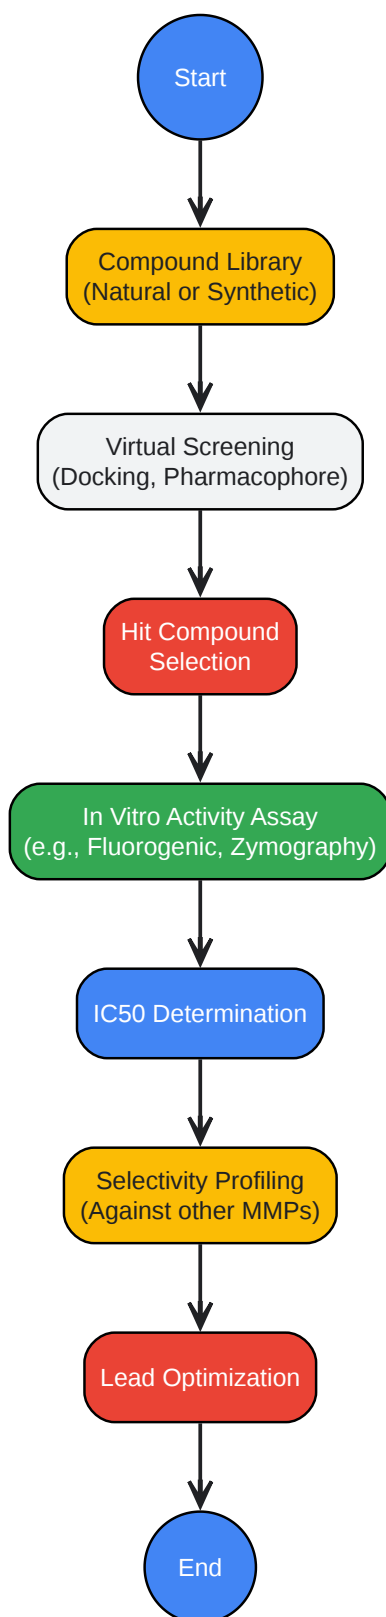 Start
Compound Library
(Natural or Synthetic)
Virtual Screening
(Docking, Pharmacophore)
Hit Compound
Selection
In Vitro Activity Assay
(e.g., Fluorogenic, Zymography)
IC50 Determination
Selectivity Profiling
(Against other MMPs)
Lead Optimization
End